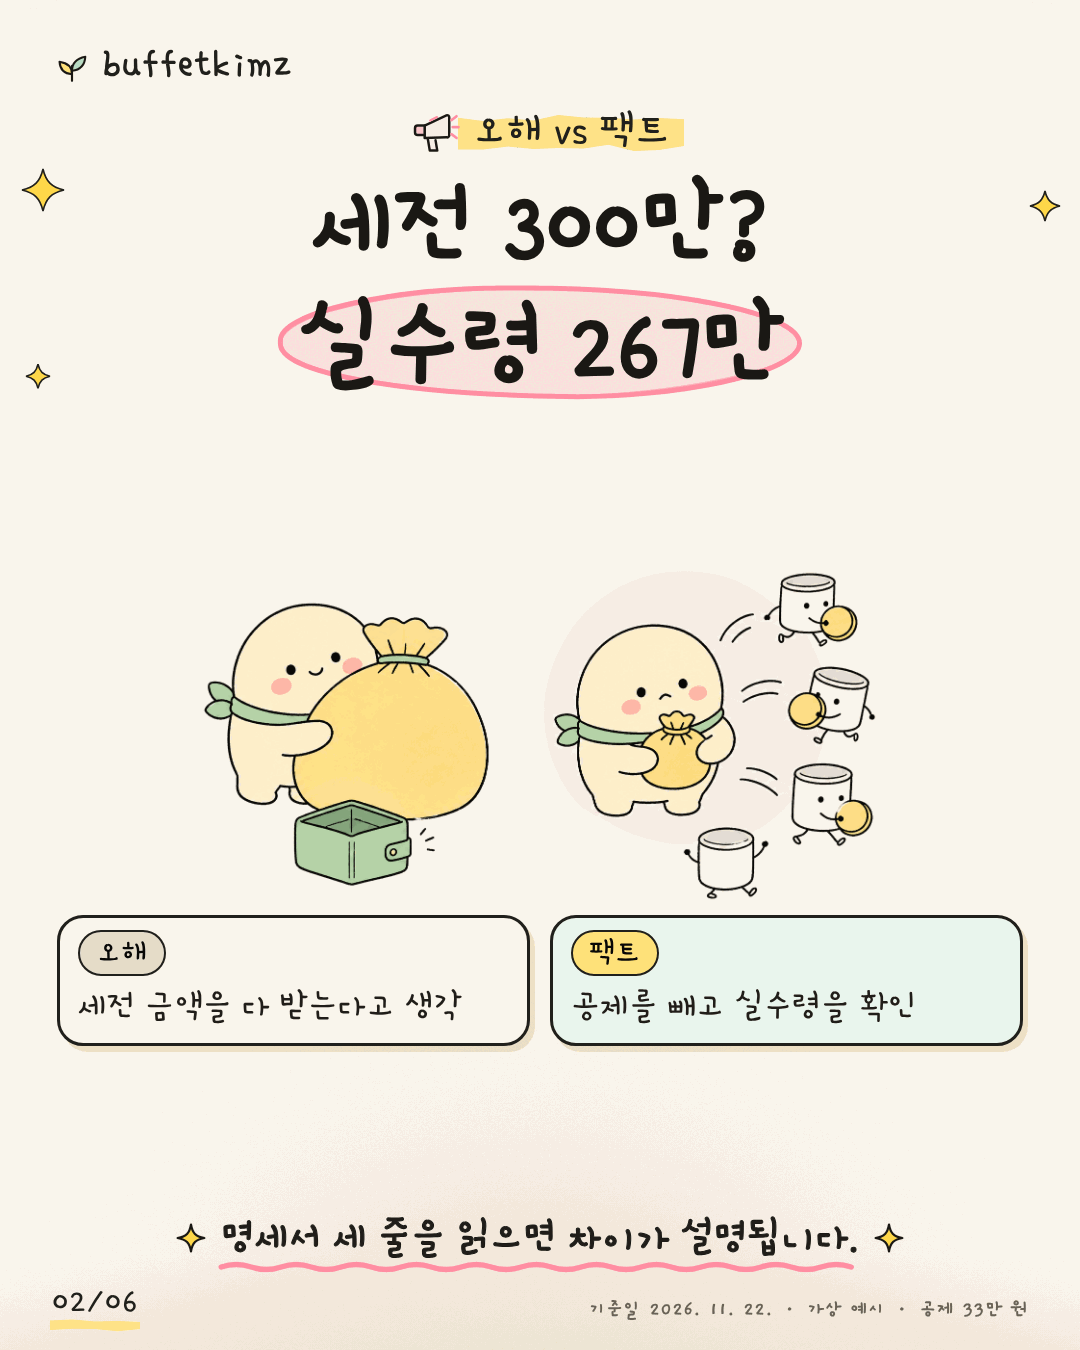 buffetkimz
오해 vs 팩트
세전 300만?
실수령 267만
오해
세전 금액을 다 받는다고 생각
팩트
공제를 빼고 실수령을 확인
명세서 세 줄을 읽으면 차이가 설명됩니다.
02/06
기준일 2026. 11. 22. · 가상 예시 · 공제 33만 원